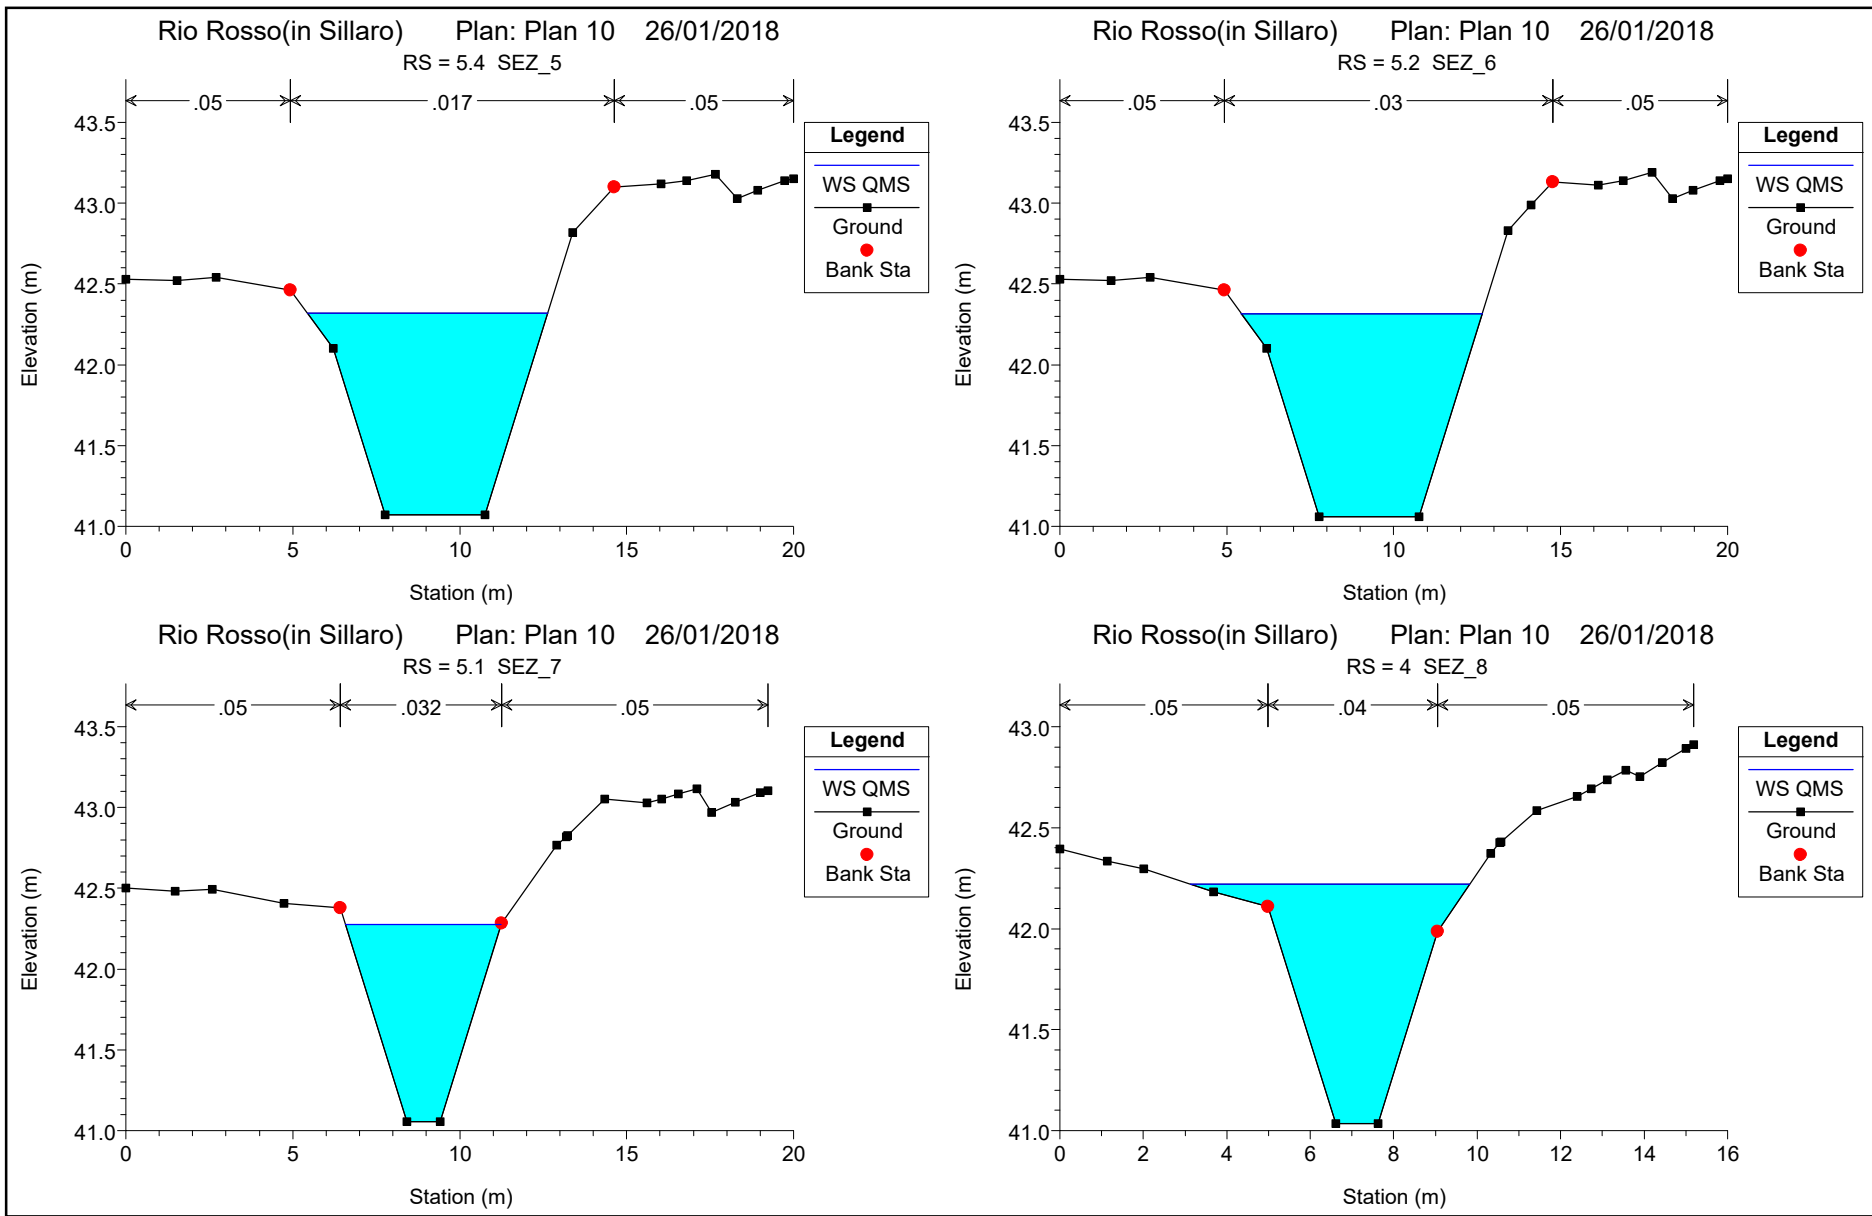 Rio Rosso(in Sillaro) Plan: Plan 10 26/01/2018
RS = 5.4 SEZ_5
.05 .017 .05
43.5
43.0
42.5
42.0
41.5
41.0
Elevation (m)
0 5 10 15 20
Station (m)
Legend
WS QMS
Ground
Bank Sta
Rio Rosso(in Sillaro) Plan: Plan 10 26/01/2018
RS = 5.2 SEZ_6
.05 .03 .05
43.5
43.0
42.5
42.0
41.5
41.0
Elevation (m)
0 5 10 15 20
Station (m)
Legend
WS QMS
Ground
Bank Sta
Rio Rosso(in Sillaro) Plan: Plan 10 26/01/2018
RS = 5.1 SEZ_7
.05 .032 .05
43.5
43.0
42.5
42.0
41.5
41.0
Elevation (m)
0 5 10 15 20
Station (m)
Legend
WS QMS
Ground
Bank Sta
Rio Rosso(in Sillaro) Plan: Plan 10 26/01/2018
RS = 4 SEZ_8
.05 .04 .05
43.0
42.5
42.0
41.5
41.0
Elevation (m)
0 2 4 6 8 10 12 14 16
Station (m)
Legend
WS QMS
Ground
Bank Sta